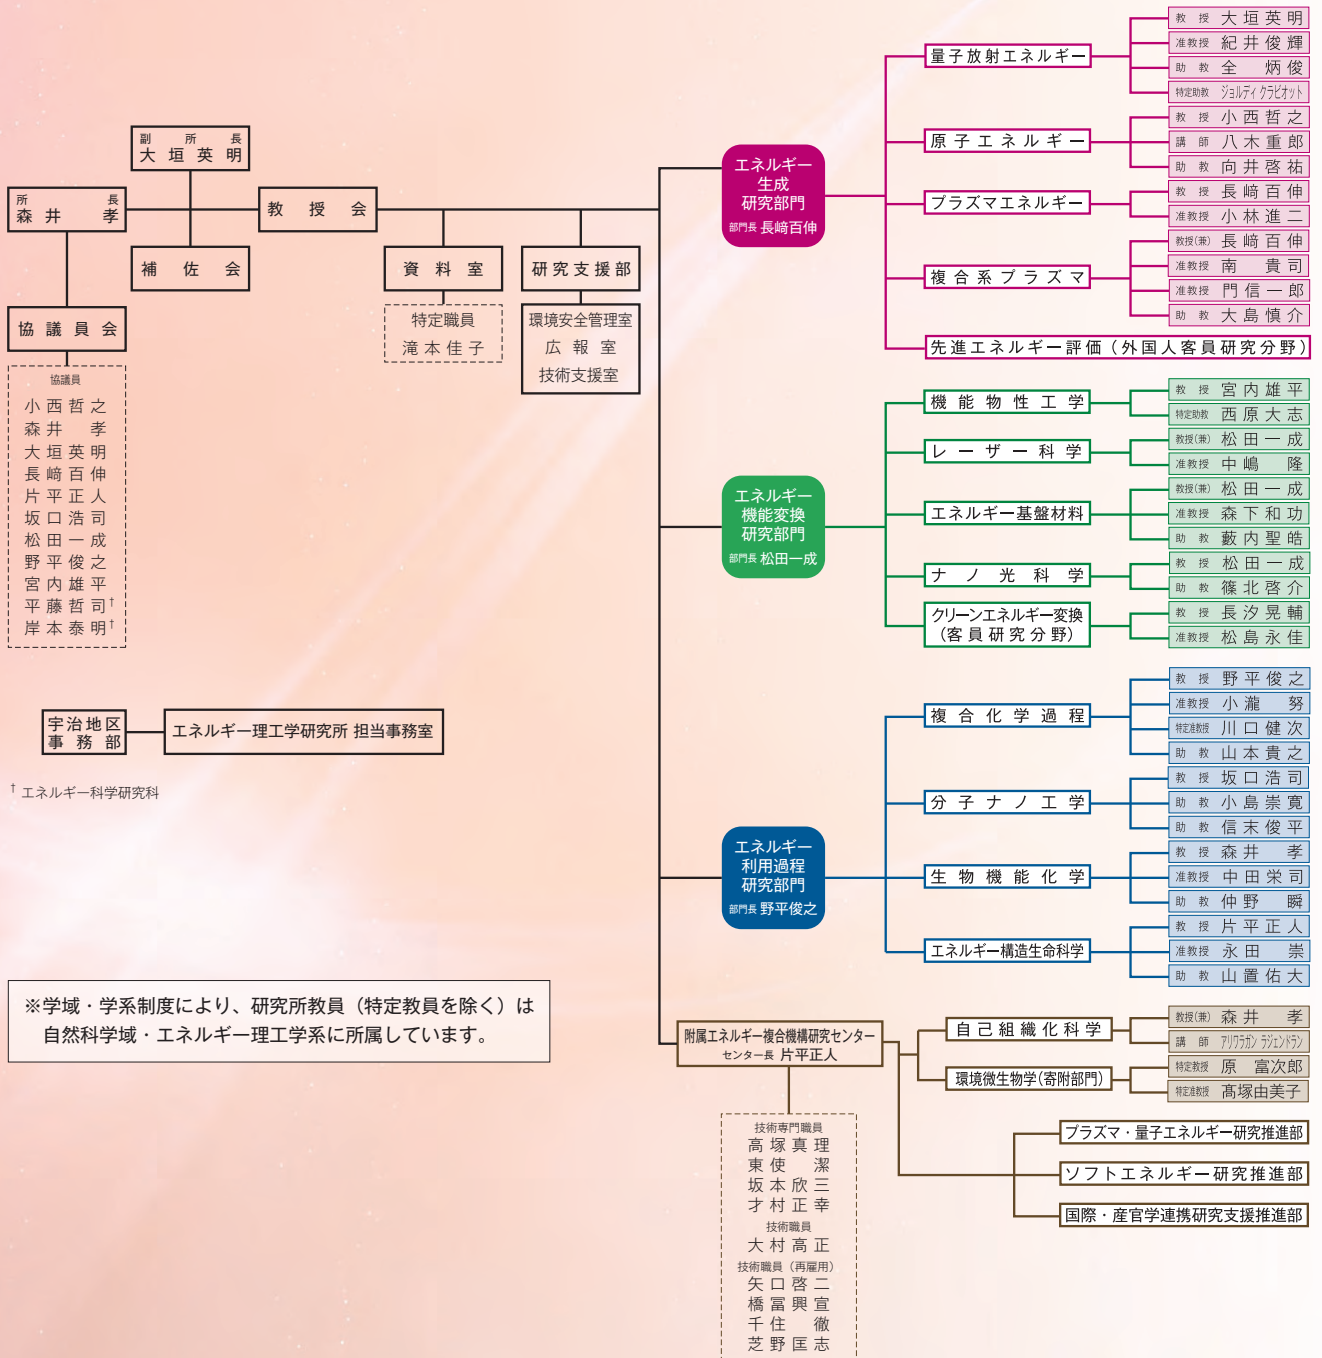 副所長
大垣英明
所長
森井 孝
教授会
補佐会
資料室
特定職員
滝本佳子
研究支援部
環境安全管理室
広報室
技術支援室
協議員会
協議員
小西哲之
森井 孝
大垣英明
長﨑百伸
片平正人
坂口浩司
松田一成
野平俊之
宮内雄平
平藤哲司†
岸本泰明†
宇治地区
事務部
エネルギー理工学研究所 担当事務室
† エネルギー科学研究科
※学域・学系制度により、研究所教員（特定教員を除く）は
自然科学域・エネルギー理工学系に所属しています。
エネルギー
生成
研究部門
部門長 長﨑百伸
量子放射エネルギー
教授 大垣英明
准教授 紀井俊輝
助教 全 炳俊
特定助教 ジョルディ クラビオット
原子エネルギー
教授 小西哲之
講師 八木重郎
助教 向井啓祐
プラズマエネルギー
教授 長﨑百伸
准教授 小林進二
複合系プラズマ
教授(兼) 長﨑百伸
准教授 南 貴司
准教授 門信一郎
助教 大島慎介
先進エネルギー評価（外国人客員研究分野）
エネルギー
機能変換
研究部門
部門長 松田一成
機能物性工学
教授 宮内雄平
特定助教 西原大志
レーザー科学
教授(兼) 松田一成
准教授 中嶋 隆
エネルギー基盤材料
教授(兼) 松田一成
准教授 森下和功
助教 藪内聖皓
ナノ光科学
教授 松田一成
助教 篠北啓介
クリーンエネルギー変換
（客員研究分野）
教授 長汐晃輔
准教授 松島永佳
エネルギー
利用過程
研究部門
部門長 野平俊之
複合化学過程
教授 野平俊之
准教授 小瀧 努
特定准教授 川口健次
助教 山本貴之
分子ナノ工学
教授 坂口浩司
助教 小島崇寛
助教 信末俊平
生物機能化学
教授 森井 孝
准教授 中田栄司
助教 仲野 瞬
エネルギー構造生命科学
教授 片平正人
准教授 永田 崇
助教 山置佑大
附属エネルギー複合機構研究センター
センター長 片平正人
自己組織化科学
教授(兼) 森井 孝
講師 アリワラガン ラジェンドラン
環境微生物学(寄附部門)
特定教授 原 富次郎
特定准教授 髙塚由美子
プラズマ・量子エネルギー研究推進部
ソフトエネルギー研究推進部
国際・産官学連携研究支援推進部
技術専門職員
高塚真理
東使 潔
坂本欣三
才村正幸
技術職員
大村高正
技術職員（再雇用）
矢口啓二
橋冨興宣
千住 徹
芝野匡志